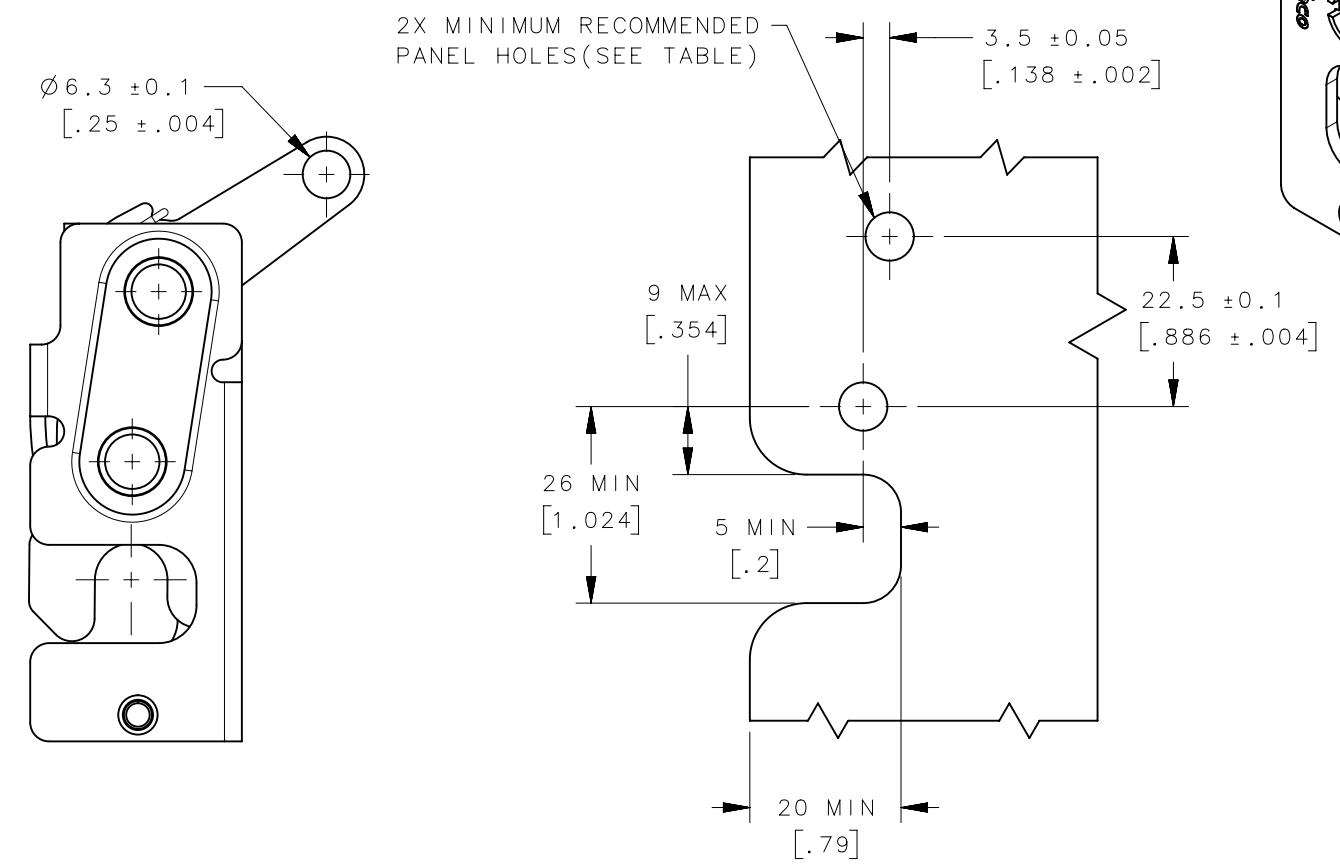 2X MINIMUM RECOMMENDED
PANEL HOLES(SEE TABLE)
3.5 ±0.05
[.138 ±.002]
Ø6.3 ±0.1
[.25 ±.004]
9 MAX
[.354]
22.5 ±0.1
[.886 ±.004]
26 MIN
[1.024]
5 MIN
[.2]
20 MIN
[.79]